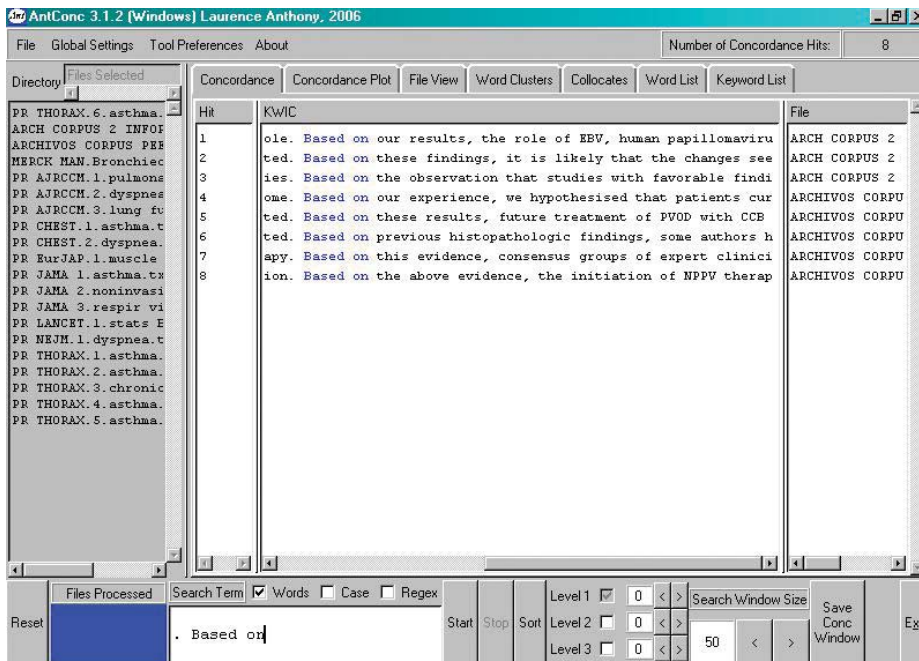 AntConc 3.1.2 (Windows) Laurence Anthony, 2006
File Global Settings Tool Preferences About
Number of Concordance Hits: 8
Directory Files Selected
Concordance Concordance Plot File View Word Clusters Collocates Word List Keyword List
PR THORAX.6.asthma.
ARCH CORPUS 2 INFOR
ARCHIVOS CORPUS PER
MERCK MAN.Bronchiec
PR AJRCCM.1.pulmona
PR AJRCCM.2.dyspnea
PR AJRCCM.3.lung fu
PR CHEST.1.asthma.t
PR CHEST.2.dyspnea.
PR EurJAP.1.muscle
PR JAMA 1.asthma.tx
PR JAMA 2.noninvasi
PR JAMA 3.respir vi
PR LANCET.1.stats
PR NEJM.1.dyspnea.t
PR THORAX.1.asthma.
PR THORAX.2.asthma.
PR THORAX.3.chronic
PR THORAX.4.asthma.
PR THORAX.5.asthma.
Hit KWIC File
1 ole. Based on our results, the role of EBV, human papillomaviru ARCH CORPUS 2
2 ted. Based on these findings, it is likely that the changes see ARCH CORPUS 2
3 ies. Based on the observation that studies with favorable findi ARCH CORPUS 2
4 ome. Based on our experience, we hypothesised that patients cur ARCHIVOS CORPU
5 ted. Based on these results, future treatment of PVOD with CCB ARCHIVOS CORPU
6 ted. Based on previous histopathologic findings, some authors h ARCHIVOS CORPU
7 apy. Based on this evidence, consensus groups of expert clinici ARCHIVOS CORPU
8 ion. Based on the above evidence, the initiation of NPPV therap ARCHIVOS CORPU
Reset
Files Processed
Search Term Words Case Regex
. Based on
Start Stop Sort
Level 1 0 < >
Level 2 0 < >
Level 3 0 < >
Search Window Size
50 < >
Save
Conc
Window
Ex